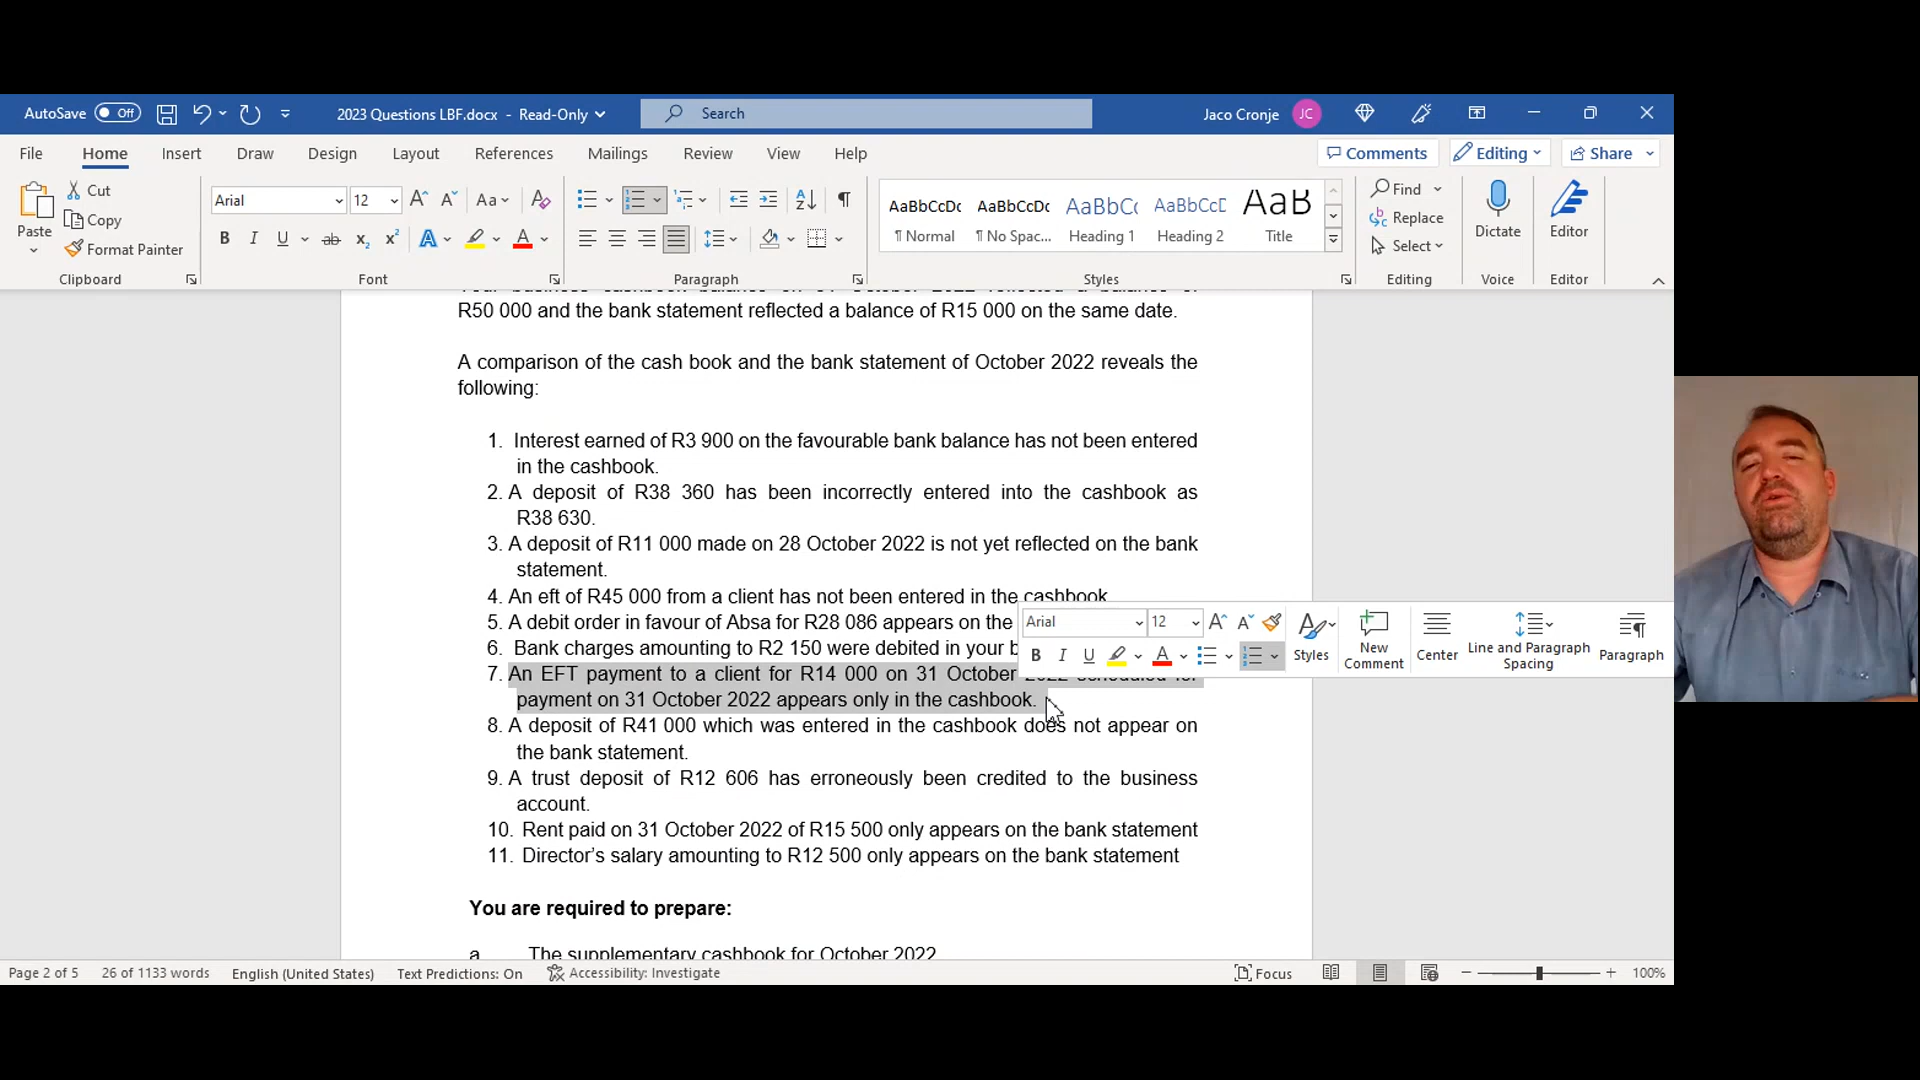 AutoSave Off 2023 Questions LBF.docx - Read-Only Search Jaco Cronje JC
File Home Insert Draw Design Layout References Mailings Review View Help Comments Editing Share
Paste Cut Copy Format Painter
Arial 12 Aa
B I U ab x₂ x² A A
AaBbCcDc AaBbCcDc AaBbCc AaBbCcE AaB
¶ Normal ¶ No Spac... Heading 1 Heading 2 Title
Find Replace Select
Dictate Editor
Clipboard Font Paragraph Styles Editing Voice Editor
R50 000 and the bank statement reflected a balance of R15 000 on the same date.
A comparison of the cash book and the bank statement of October 2022 reveals the
following:
1. Interest earned of R3 900 on the favourable bank balance has not been entered
in the cashbook.
2. A deposit of R38 360 has been incorrectly entered into the cashbook as
R38 630.
3. A deposit of R11 000 made on 28 October 2022 is not yet reflected on the bank
statement.
4. An eft of R45 000 from a client has not been entered in the cashbook
5. A debit order in favour of Absa for R28 086 appears on the
6. Bank charges amounting to R2 150 were debited in your b
Arial 12
B I U A
Styles New Comment Center Line and Paragraph Spacing Paragraph
7. An EFT payment to a client for R14 000 on 31 October 2022 scheduled for
payment on 31 October 2022 appears only in the cashbook.
8. A deposit of R41 000 which was entered in the cashbook does not appear on
the bank statement.
9. A trust deposit of R12 606 has erroneously been credited to the business
account.
10. Rent paid on 31 October 2022 of R15 500 only appears on the bank statement
11. Director's salary amounting to R12 500 only appears on the bank statement
You are required to prepare:
a The supplementary cashbook for October 2022
Page 2 of 5 26 of 1133 words English (United States) Text Predictions: On Accessibility: Investigate Focus 100%